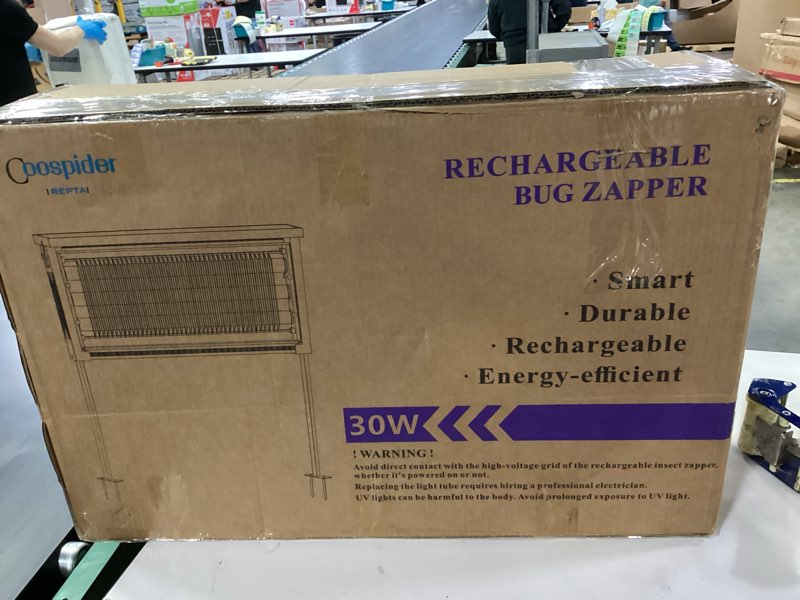 Coospider
REPTA
RECHARGEABLE
BUG ZAPPER
· Smart
· Durable
· Rechargeable
· Energy-efficient
30W
! WARNING !
Avoid direct contact with the high-voltage grid of the rechargeable insect zapper,
whether it's powered on or not.
Replacing the light tube requires hiring a professional electrician.
UV lights can be harmful to the body. Avoid prolonged exposure to UV light.